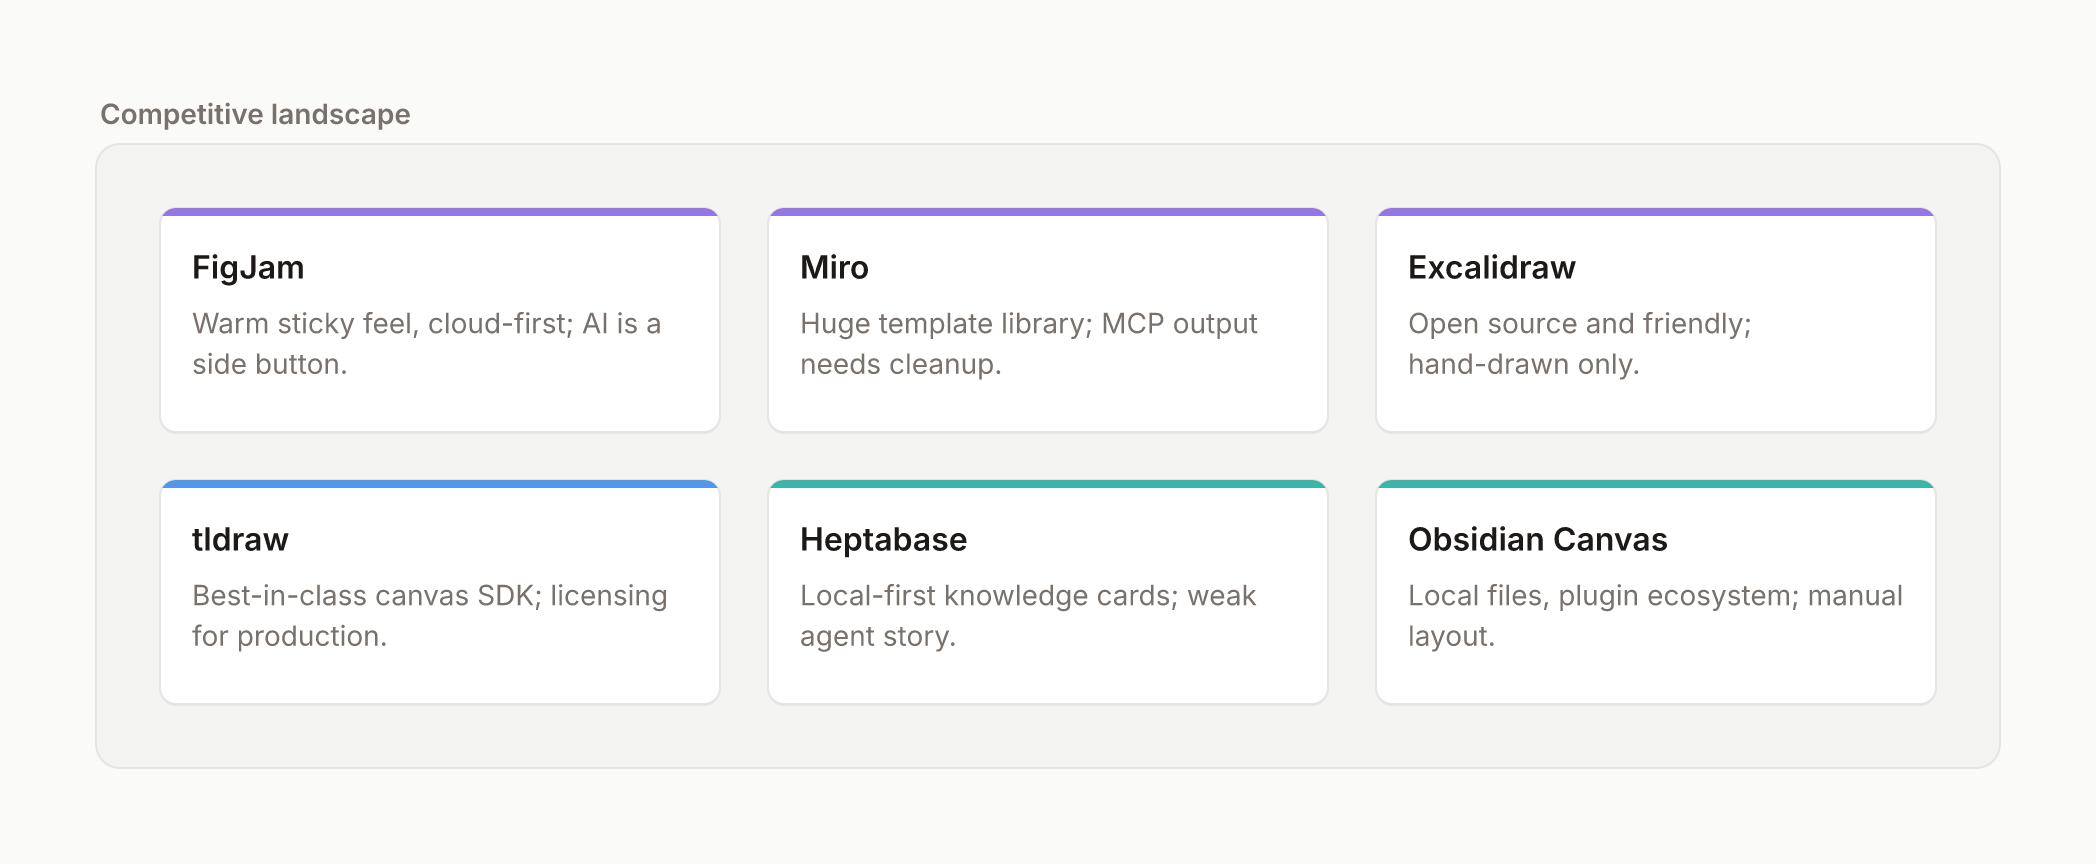 Competitive landscape
FigJam
Warm sticky feel, cloud-first; AI is a
side button.
Miro
Huge template library; MCP output
needs cleanup.
Excalidraw
Open source and friendly;
hand-drawn only.
tldraw
Best-in-class canvas SDK; licensing
for production.
Heptabase
Local-first knowledge cards; weak
agent story.
Obsidian Canvas
Local files, plugin ecosystem; manual
layout.